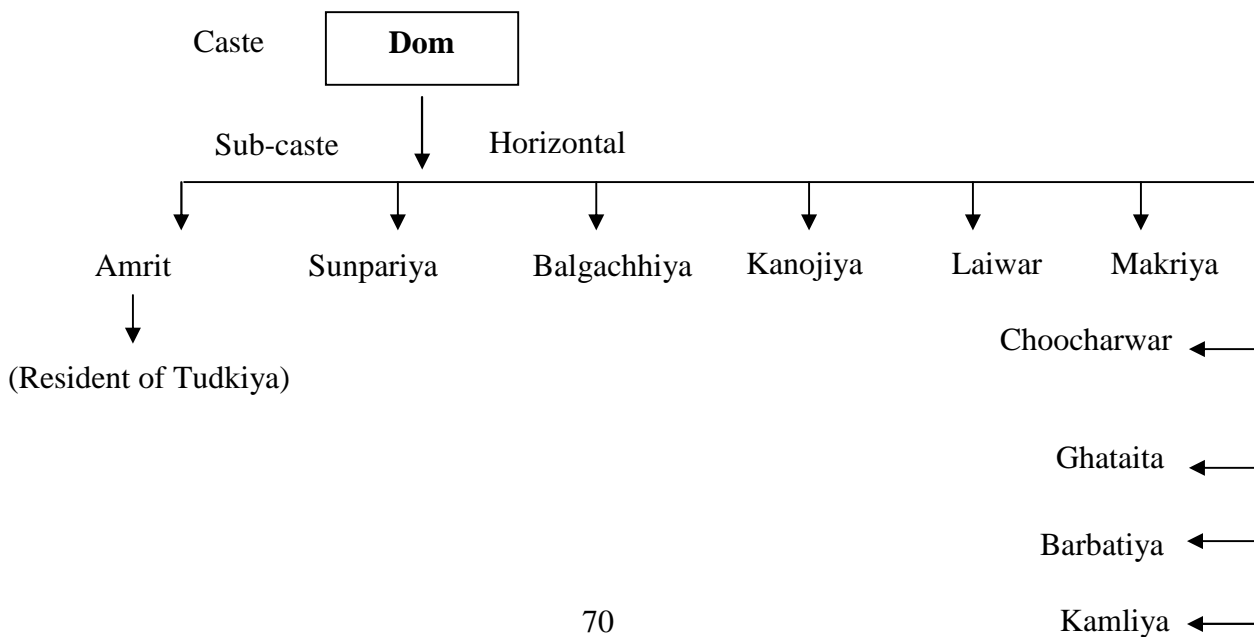 Caste Dom
Sub-caste Horizontal
Amrit Sunpariya Balgachhiya Kanojiya Laiwar Makriya
Choocharwar
(Resident of Tudkiya)
Ghataita
Barbatiya
Kamliya
70